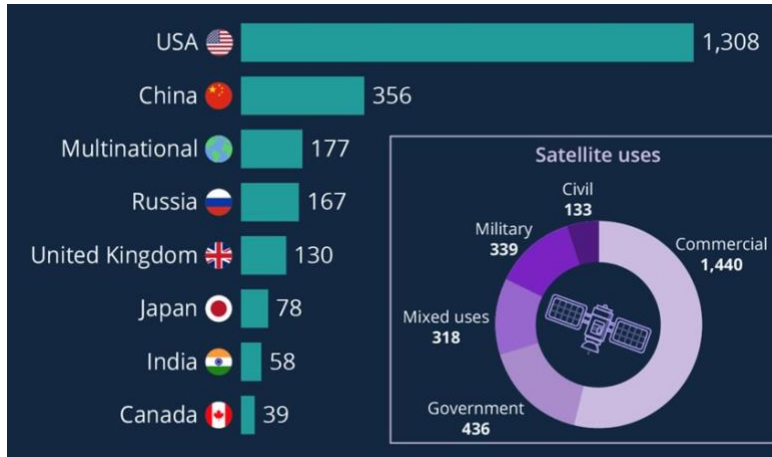 USA 1,308
China 356
Multinational 177
Russia 167
United Kingdom 130
Japan 78
India 58
Canada 39
Satellite uses
Civil
133
Military
339
Commercial
1,440
Mixed uses
318
Government
436